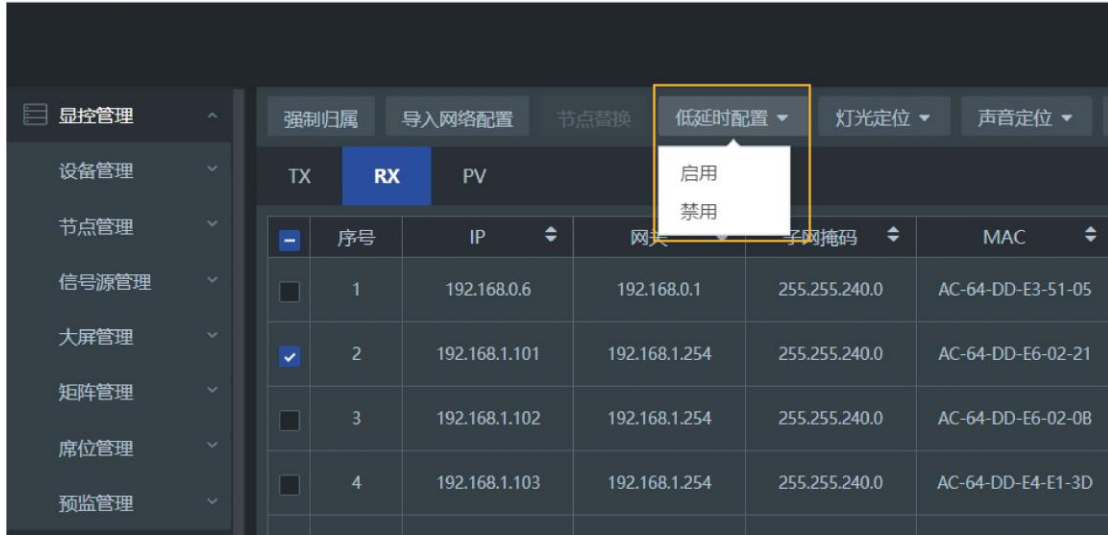 显控管理
设备管理
节点管理
信号源管理
大屏管理
矩阵管理
席位管理
预监管理
强制归属 导入网络配置 节点替换 低延时配置 灯光定位 声音定位
TX RX PV
启用
禁用
序号 IP 网关 子网掩码 MAC
1 192.168.0.6 192.168.0.1 255.255.240.0 AC-64-DD-E3-51-05
2 192.168.1.101 192.168.1.254 255.255.240.0 AC-64-DD-E6-02-21
3 192.168.1.102 192.168.1.254 255.255.240.0 AC-64-DD-E6-02-0B
4 192.168.1.103 192.168.1.254 255.255.240.0 AC-64-DD-E4-E1-3D